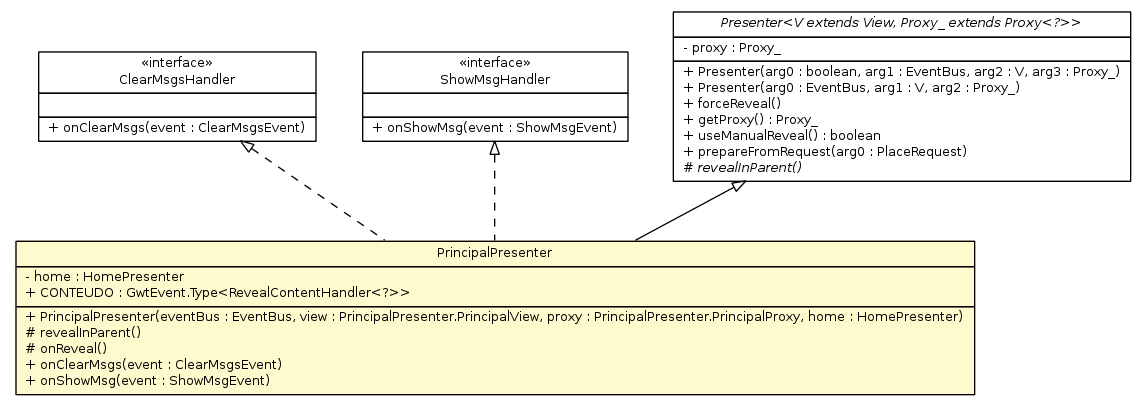 «interface»
ClearMsgsHandler
+ onClearMsgs(event : ClearMsgsEvent)
«interface»
ShowMsgHandler
+ onShowMsg(event : ShowMsgEvent)
Presenter<V extends View, Proxy_ extends Proxy<?>>
- proxy : Proxy_
+ Presenter(arg0 : boolean, arg1 : EventBus, arg2 : V, arg3 : Proxy_)
+ Presenter(arg0 : EventBus, arg1 : V, arg2 : Proxy_)
+ forceReveal()
+ getProxy() : Proxy_
+ useManualReveal() : boolean
+ prepareFromRequest(arg0 : PlaceRequest)
# revealInParent()
PrincipalPresenter
- home : HomePresenter
+ CONTEUDO : GwtEvent.Type<RevealContentHandler<?>>
+ PrincipalPresenter(eventBus : EventBus, view : PrincipalPresenter.PrincipalView, proxy : PrincipalPresenter.PrincipalProxy, home : HomePresenter)
# revealInParent()
# onReveal()
+ onClearMsgs(event : ClearMsgsEvent)
+ onShowMsg(event : ShowMsgEvent)